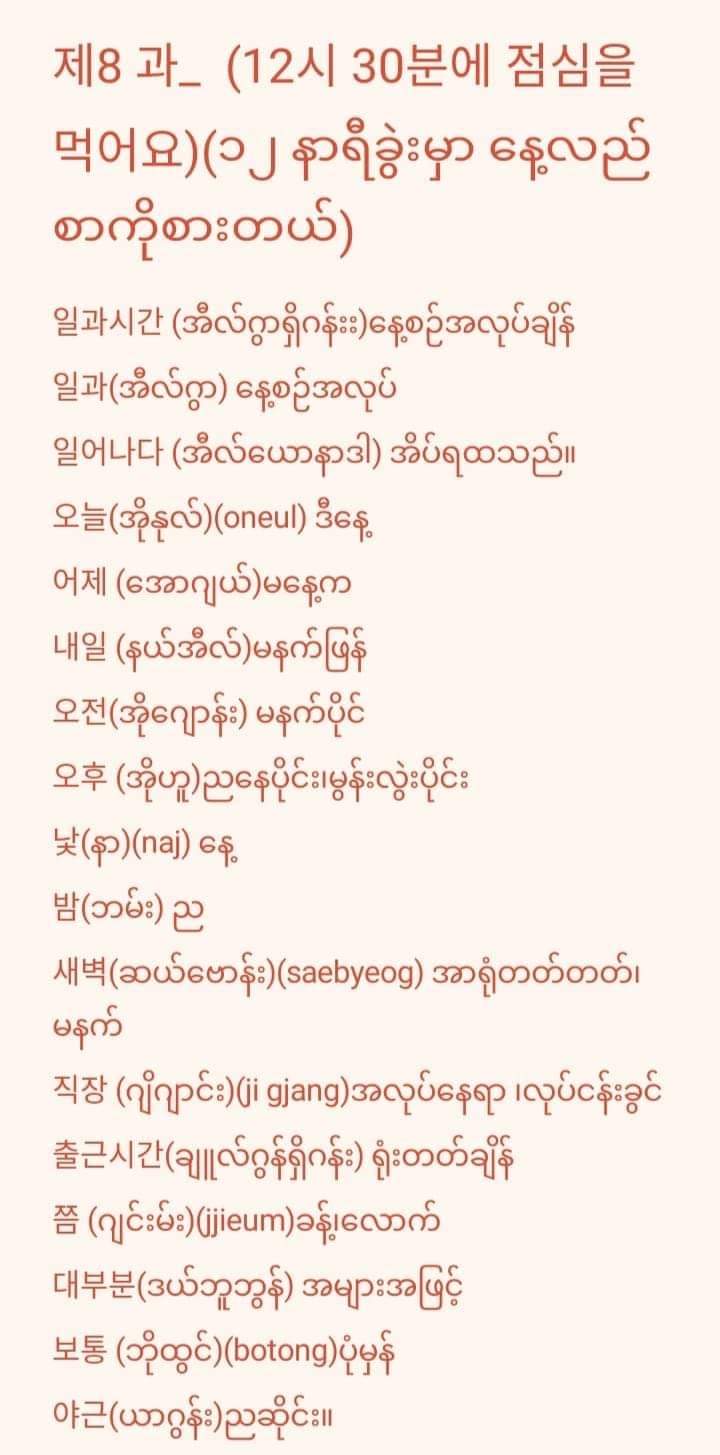 제8 과_ (12시 30분에 점심을
먹어요)(၁၂ နာရီခွဲးမှာ နေ့လည်
စာကိုစားတယ်)
일과시간 (အီလ်ကွာရှိဂန်းး)နေ့စဉ်အလုပ်ချိန်
일과(အီလ်ကွာ) နေ့စဉ်အလုပ်
일어나다 (အီလ်ယောနာဒါ) အိပ်ရထသည်။
오늘(အိုနုလ်)(oneul) ဒီနေ့
어제 (အောဂျယ်)မနေ့က
내일 (နယ်အီလ်)မနက်ဖြန်
오전(အိုဂျောန်း) မနက်ပိုင်
오후 (အိုဟူ)ညနေပိုင်း၊မွန်းလွဲးပိုင်း
낮(နာ)(naj) နေ့
밤(ဘမ်း) ည
새벽(ဆယ်ဗောန်း)(saebyeog) အာရုံတတ်တတ်၊
မနက်
직장 (ဂျိဂျာင်း)(ji gjang)အလုပ်နေရာ ၊လုပ်ငန်းခွင်
출근시간(ချူလ်ဂွန်ရှိဂန်း) ရုံးတတ်ချိန်
쯤 (ဂျင်းမ်း)(jjieum)ခန့်၊လောက်
대부분(ဒယ်ဘူဘွန်) အများအဖြင့်
보통 (ဘိုထွင်)(botong)ပုံမှန်
야근(ယာဂွန်း)ညဆိုင်း။